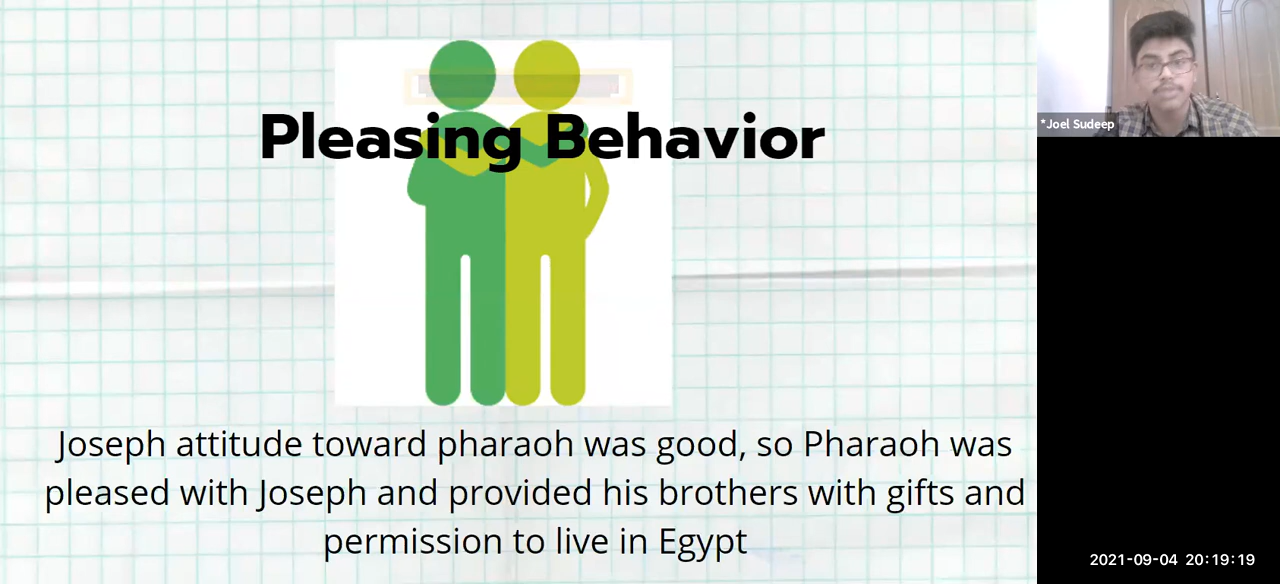 Pleasing Behavior
*Joel Sudeep
Joseph attitude toward pharaoh was good, so Pharaoh was
pleased with Joseph and provided his brothers with gifts and
permission to live in Egypt
2021-09-04 20:19:19